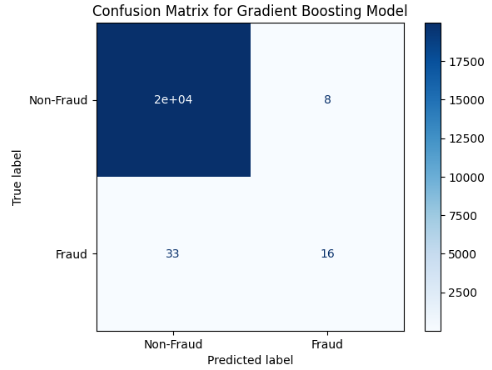 Confusion Matrix for Gradient Boosting Model
Non-Fraud
Fraud
True label
2e+04
8
33
16
Non-Fraud
Fraud
Predicted label
17500
15000
12500
10000
7500
5000
2500